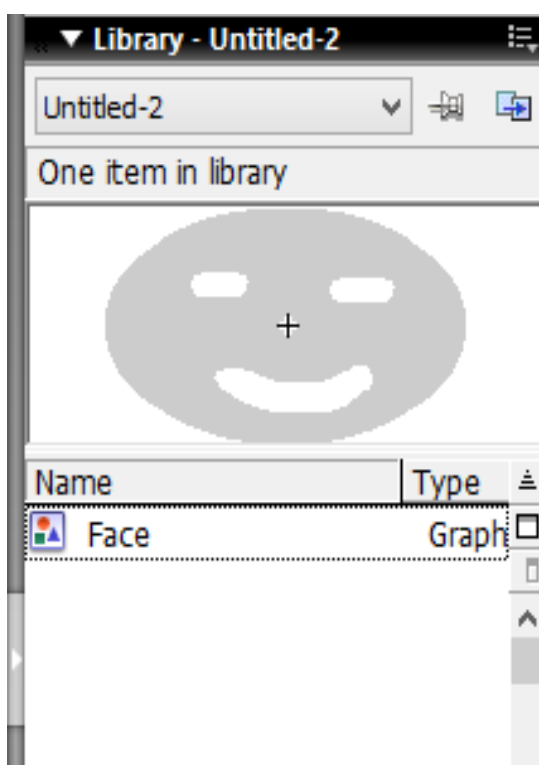 Library - Untitled-2
Untitled-2
One item in library
Name Type
Face Graph